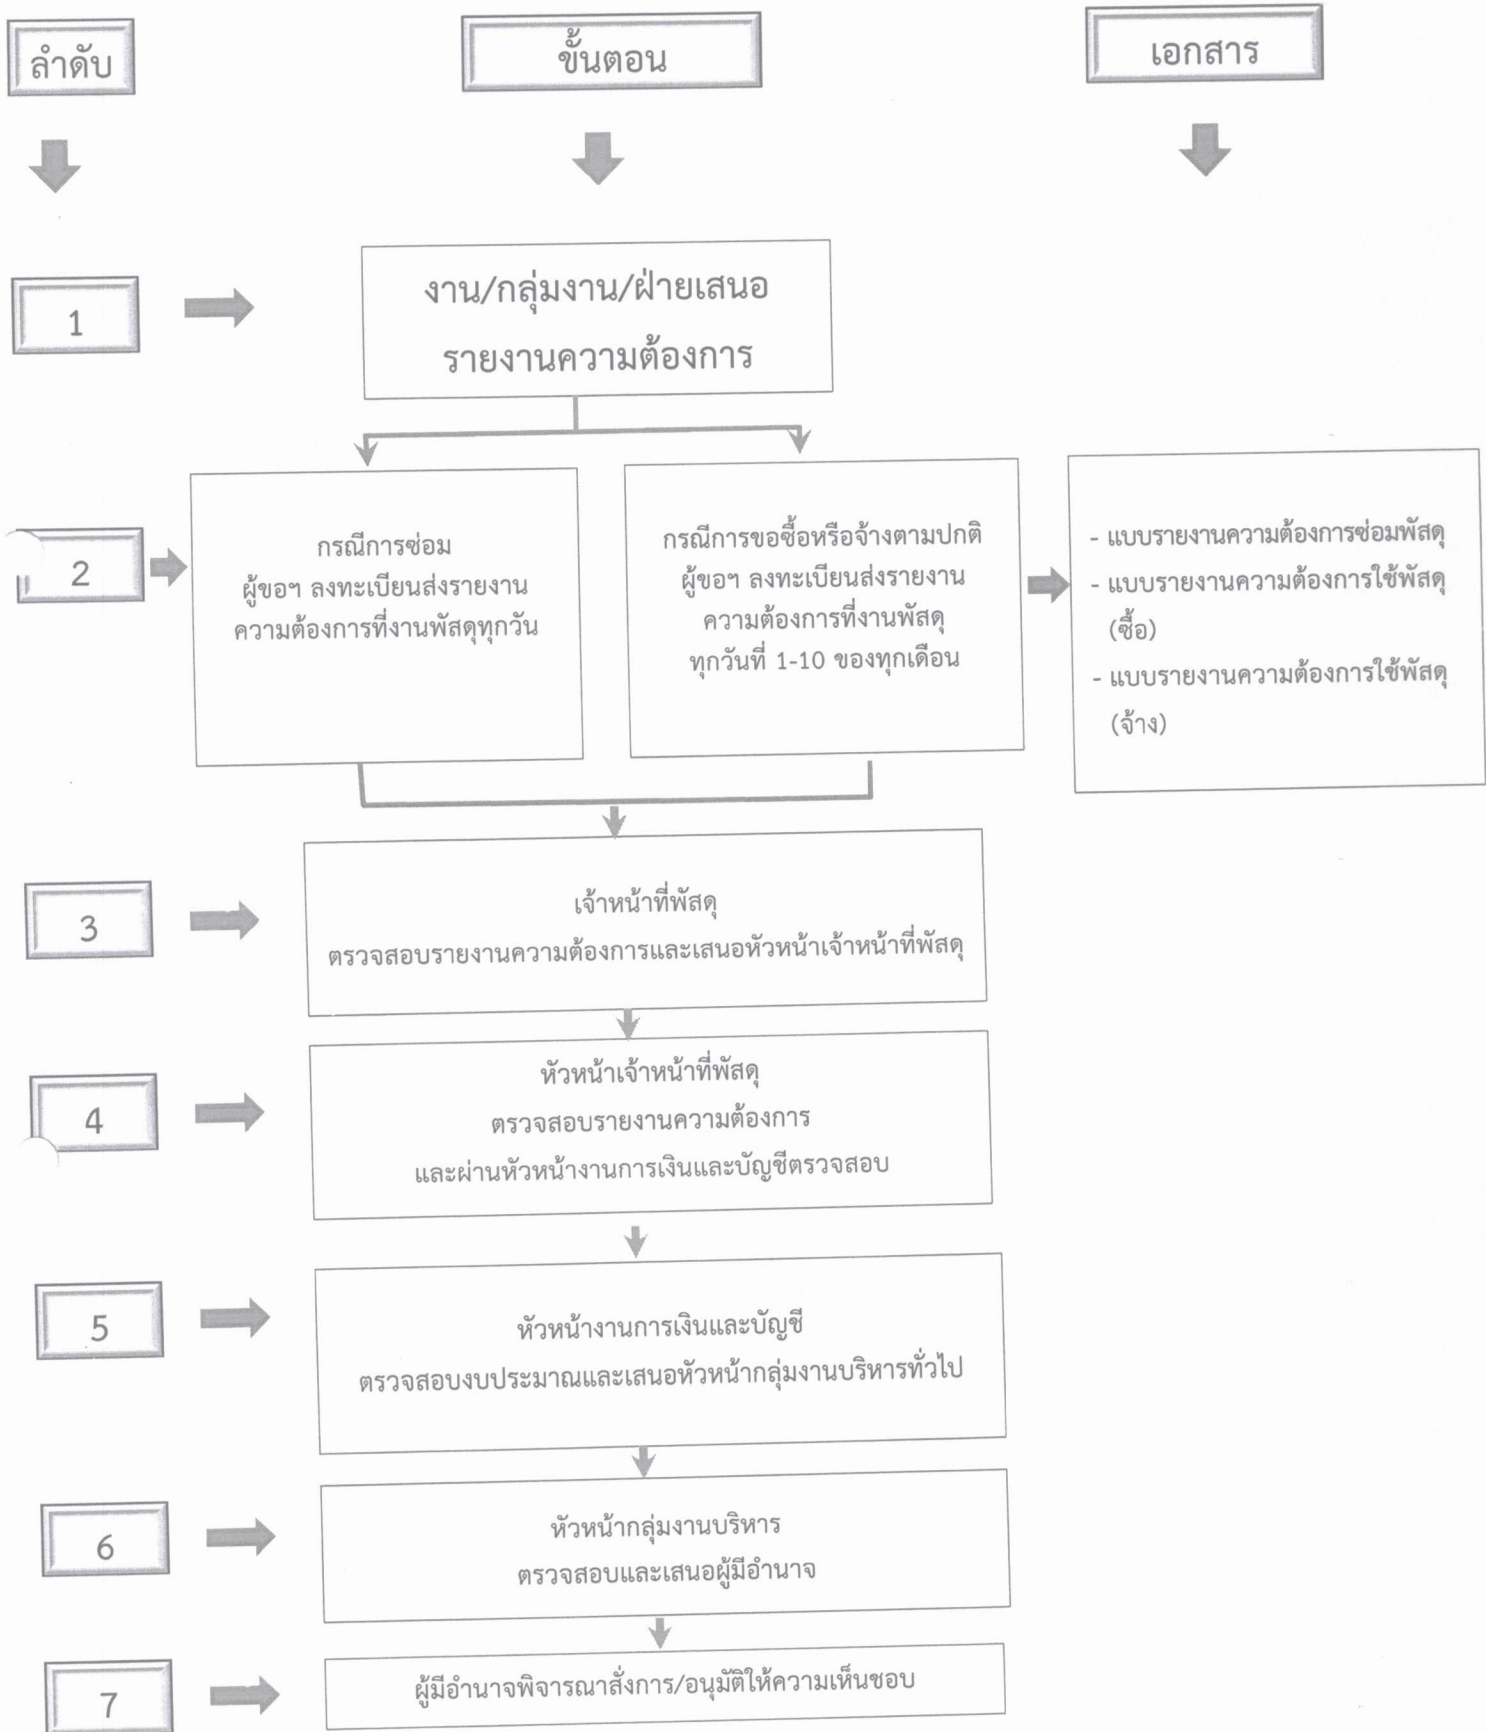 ลำดับ
ขั้นตอน
เอกสาร
1
งาน/กลุ่มงาน/ฝ่ายเสนอ
รายงานความต้องการ
2
กรณีการซ่อม
ผู้ขอฯ ลงทะเบียนส่งรายงาน
ความต้องการที่งานพัสดุทุกวัน
กรณีการขอซื้อหรือจ้างตามปกติ
ผู้ขอฯ ลงทะเบียนส่งรายงาน
ความต้องการที่งานพัสดุ
ทุกวันที่ 1-10 ของทุกเดือน
- แบบรายงานความต้องการซ่อมพัสดุ
- แบบรายงานความต้องการใช้พัสดุ
(ซื้อ)
- แบบรายงานความต้องการใช้พัสดุ
(จ้าง)
3
เจ้าหน้าที่พัสดุ
ตรวจสอบรายงานความต้องการและเสนอหัวหน้าเจ้าหน้าที่พัสดุ
4
หัวหน้าเจ้าหน้าที่พัสดุ
ตรวจสอบรายงานความต้องการ
และผ่านหัวหน้างานการเงินและบัญชีตรวจสอบ
5
หัวหน้างานการเงินและบัญชี
ตรวจสอบงบประมาณและเสนอหัวหน้ากลุ่มงานบริหารทั่วไป
6
หัวหน้ากลุ่มงานบริหาร
ตรวจสอบและเสนอผู้มีอำนาจ
7
ผู้มีอำนาจพิจารณาสั่งการ/อนุมัติให้ความเห็นชอบ